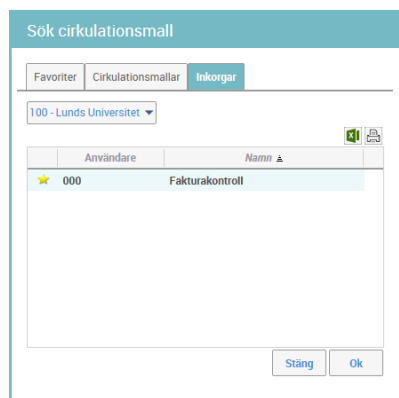 Sök cirkulationsmall
Favoriter Cirkulationsmallar Inkorgar
100 - Lunds Universitet
Användare Namn
000 Fakturakontroll
Stäng Ok